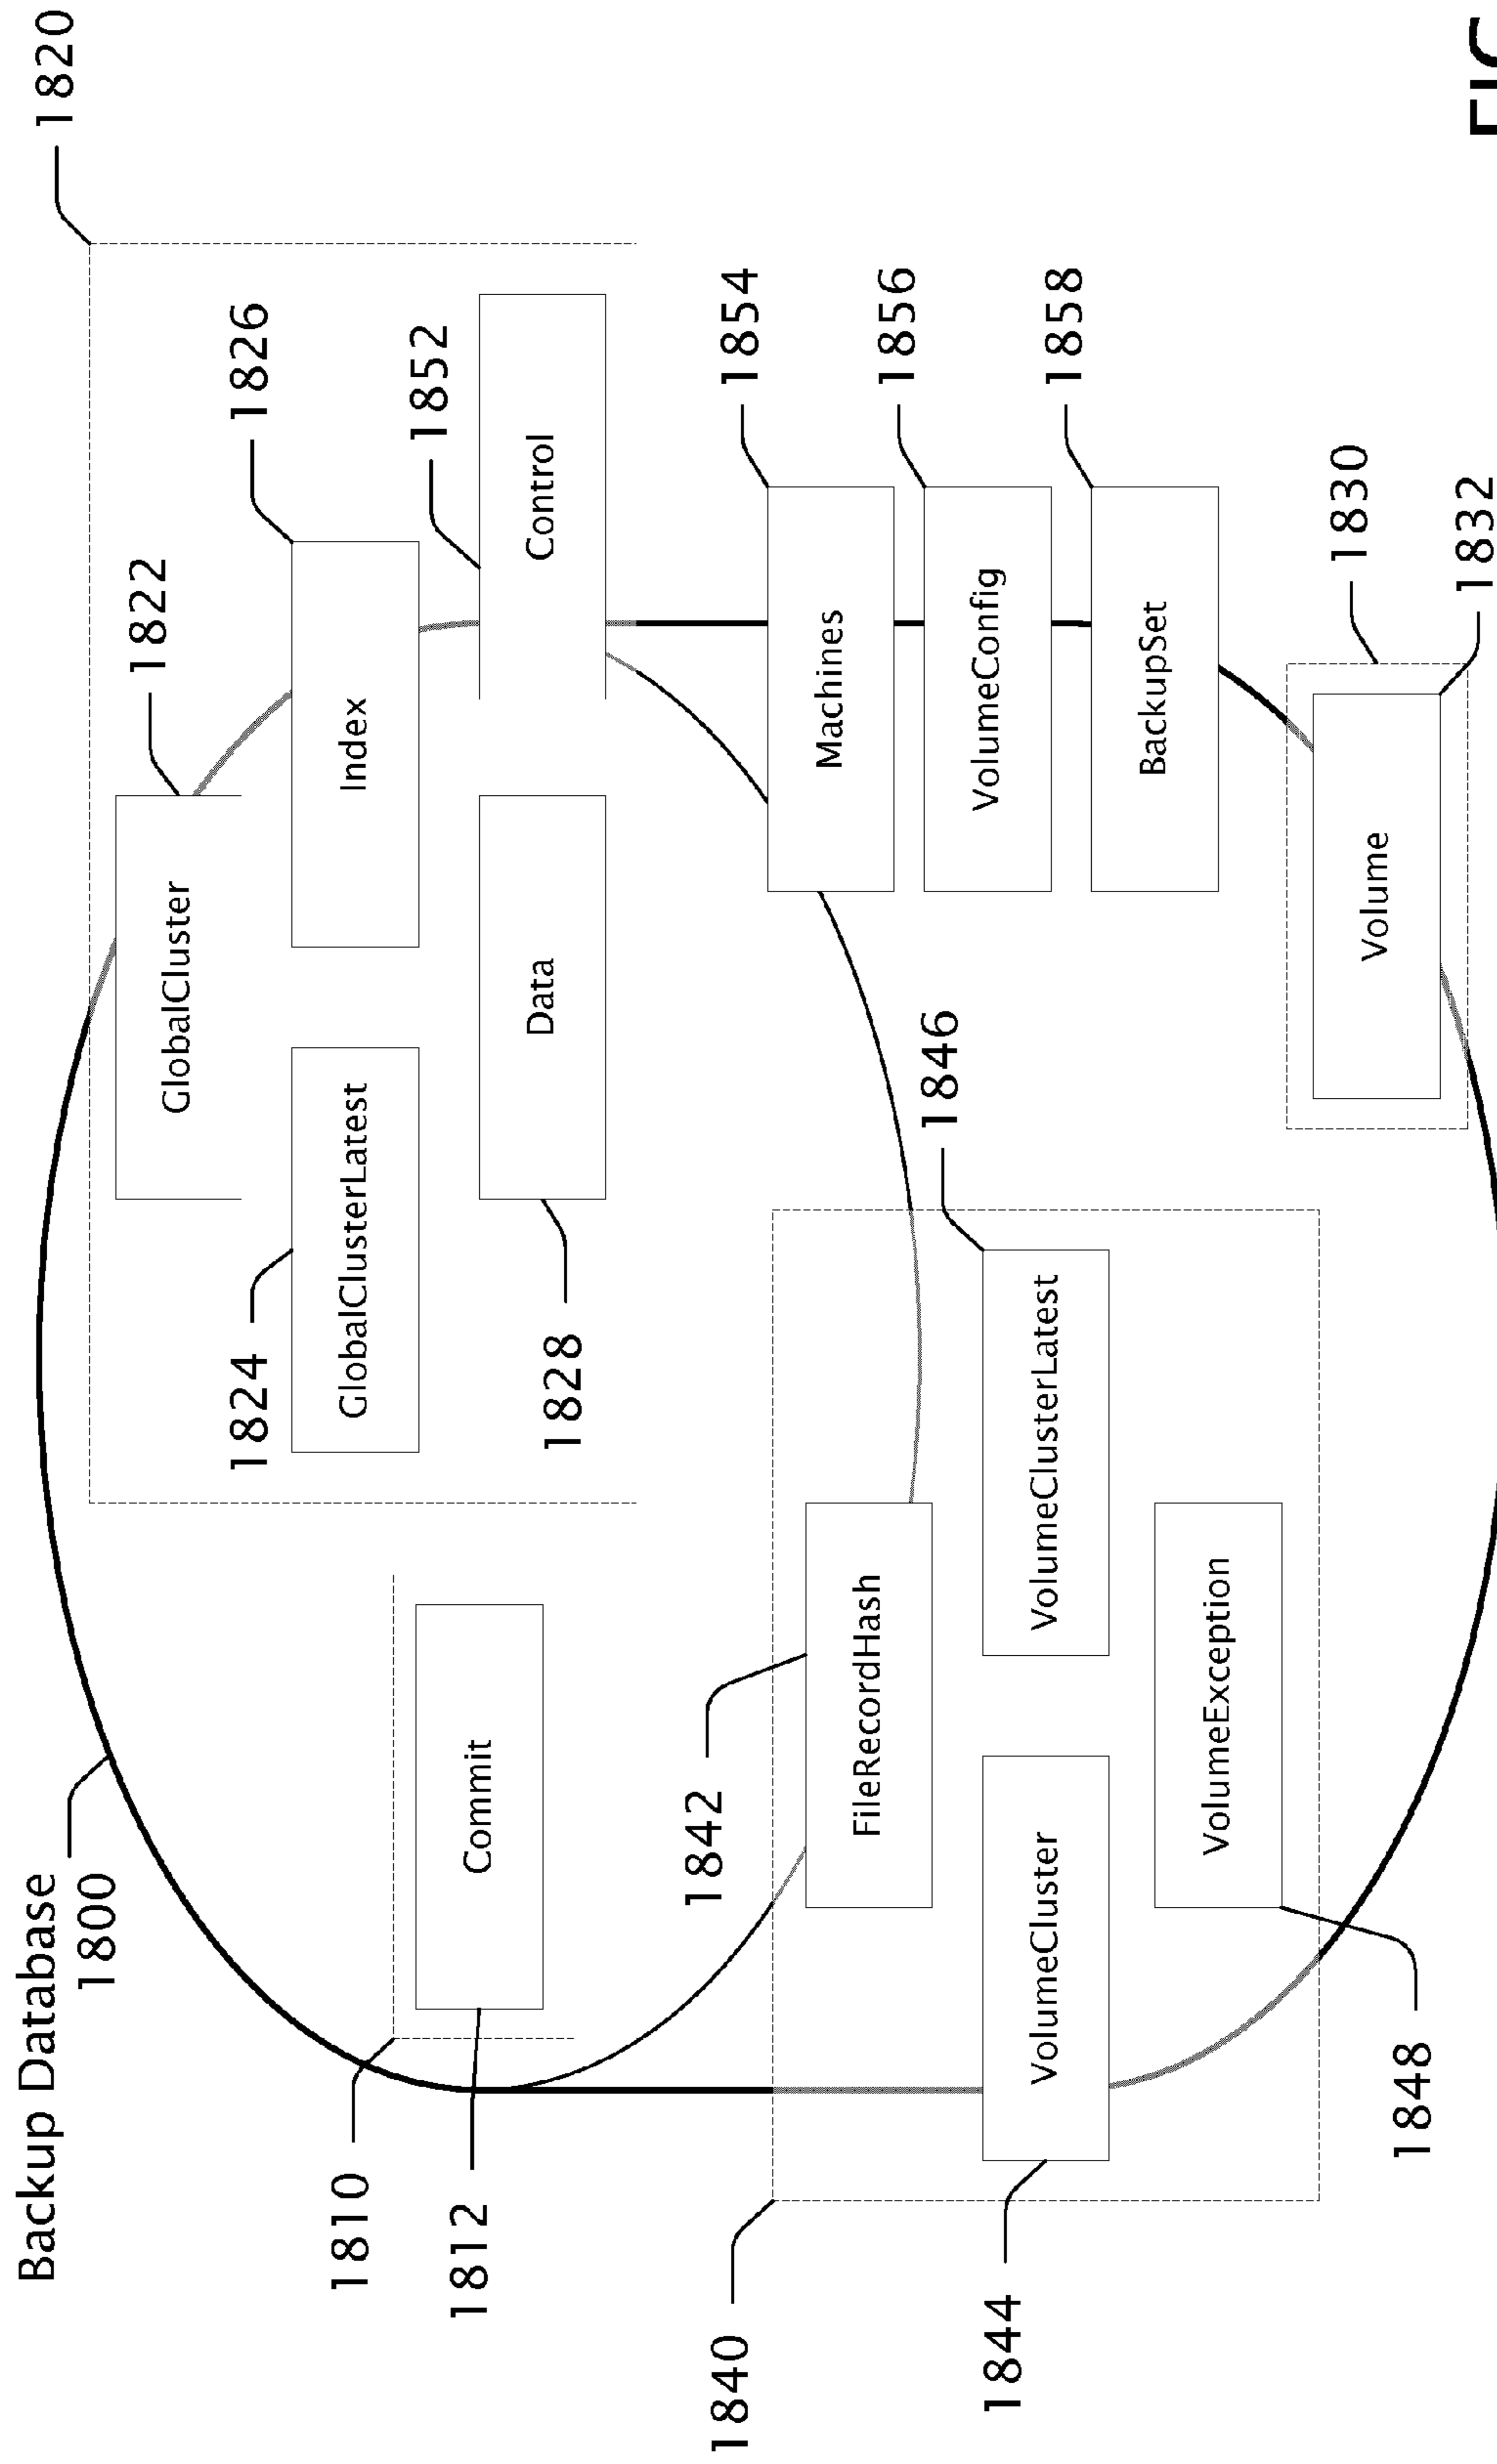 Backup Database
1800
1810
1812
Commit
1820
1822
GlobalCluster
1824
GlobalClusterLatest
1826
Index
1828
Data
1852
Control
1840
1842
FileRecordHash
1844
VolumeCluster
1846
VolumeClusterLatest
1848
VolumeException
1854
Machines
1856
VolumeConfig
1858
BackupSet
1830
1832
Volume